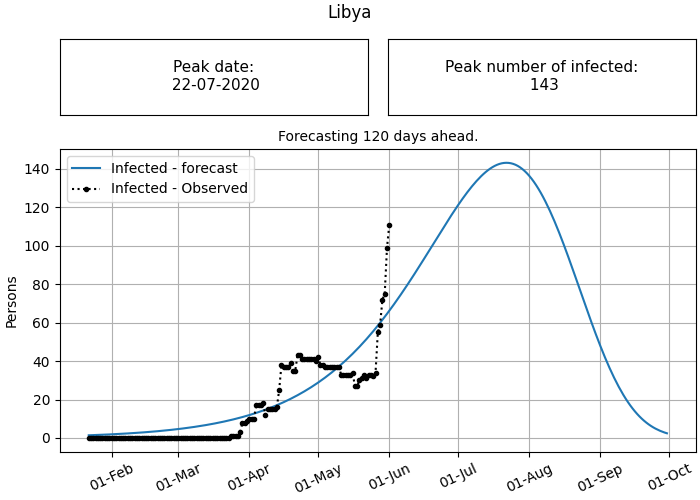 Libya
Peak date:
22-07-2020
Peak number of infected:
143
Forecasting 120 days ahead.
Infected - forecast
Infected - Observed
Persons
140
120
100
80
60
40
20
0
01-Feb
01-Mar
01-Apr
01-May
01-Jun
01-Jul
01-Aug
01-Sep
01-Oct